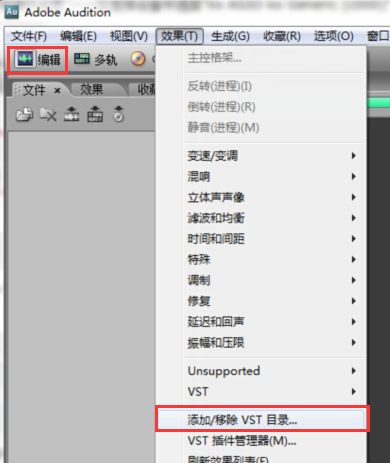 Au Adobe Audition
文件(F) 编辑(E) 视图(V) 效果(T) 生成(G) 收藏(R) 选项(O) 窗口
编辑 多轨
文件 × 效果 收藏
主控格架...
反转(进程)(I)
倒转(进程)(R)
静音(进程)(M)
变速/变调
混响
立体声声像
滤波和均衡
时间和间距
特殊
调制
修复
延迟和回声
振幅和压限
Unsupported
VST
添加/移除 VST 目录...
VST 插件管理器(M)...
刷新效果列表(E)